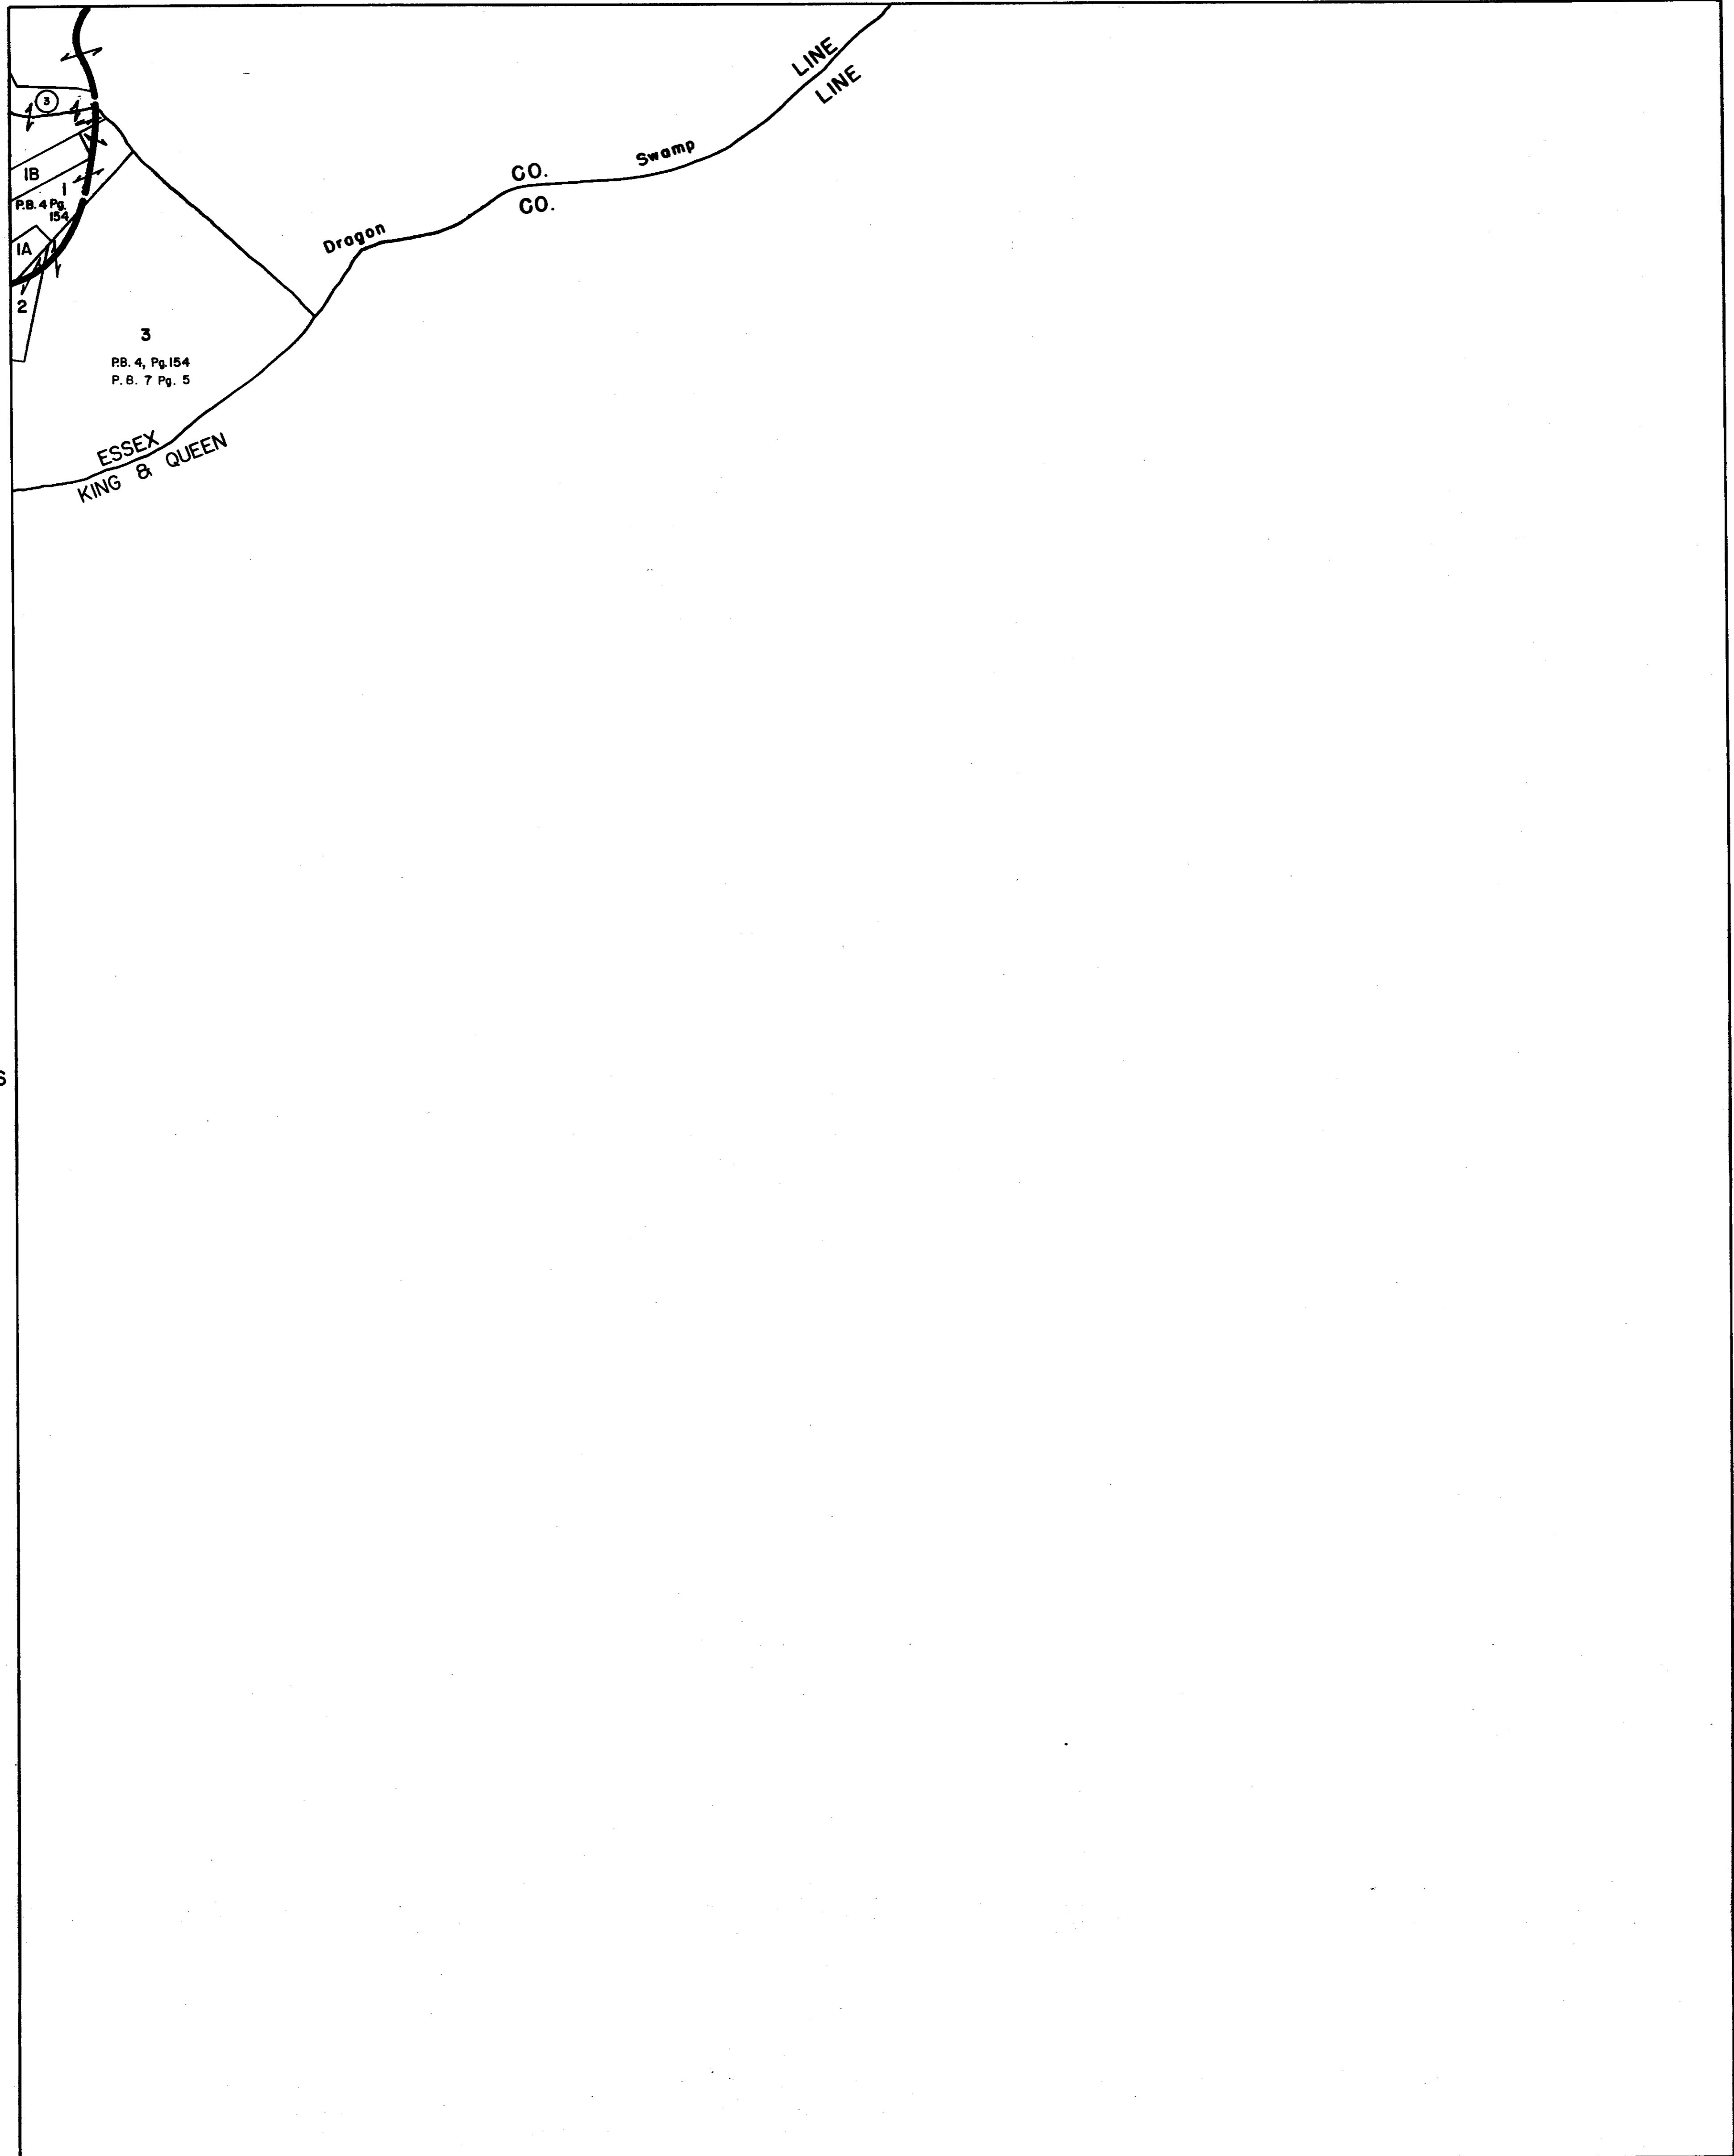 LINE
LINE
3
CO.
Swamp
CO.
1B
1
P.B. 4 Pg.
154
Dragon
1A
2
3
P.B. 4, Pg. 154
P. B. 7 Pg. 5
ESSEX
KING & QUEEN
S